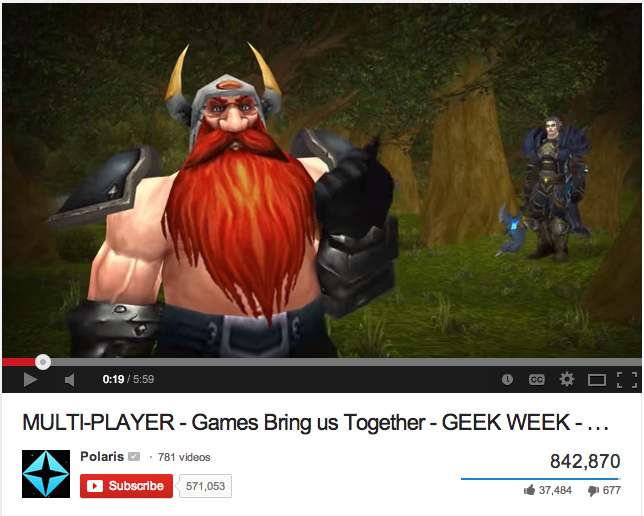 0:19 / 5:59
CC
MULTI-PLAYER - Games Bring us Together - GEEK WEEK - ...
Polaris · 781 videos
Subscribe 571,053
842,870
37,484 677